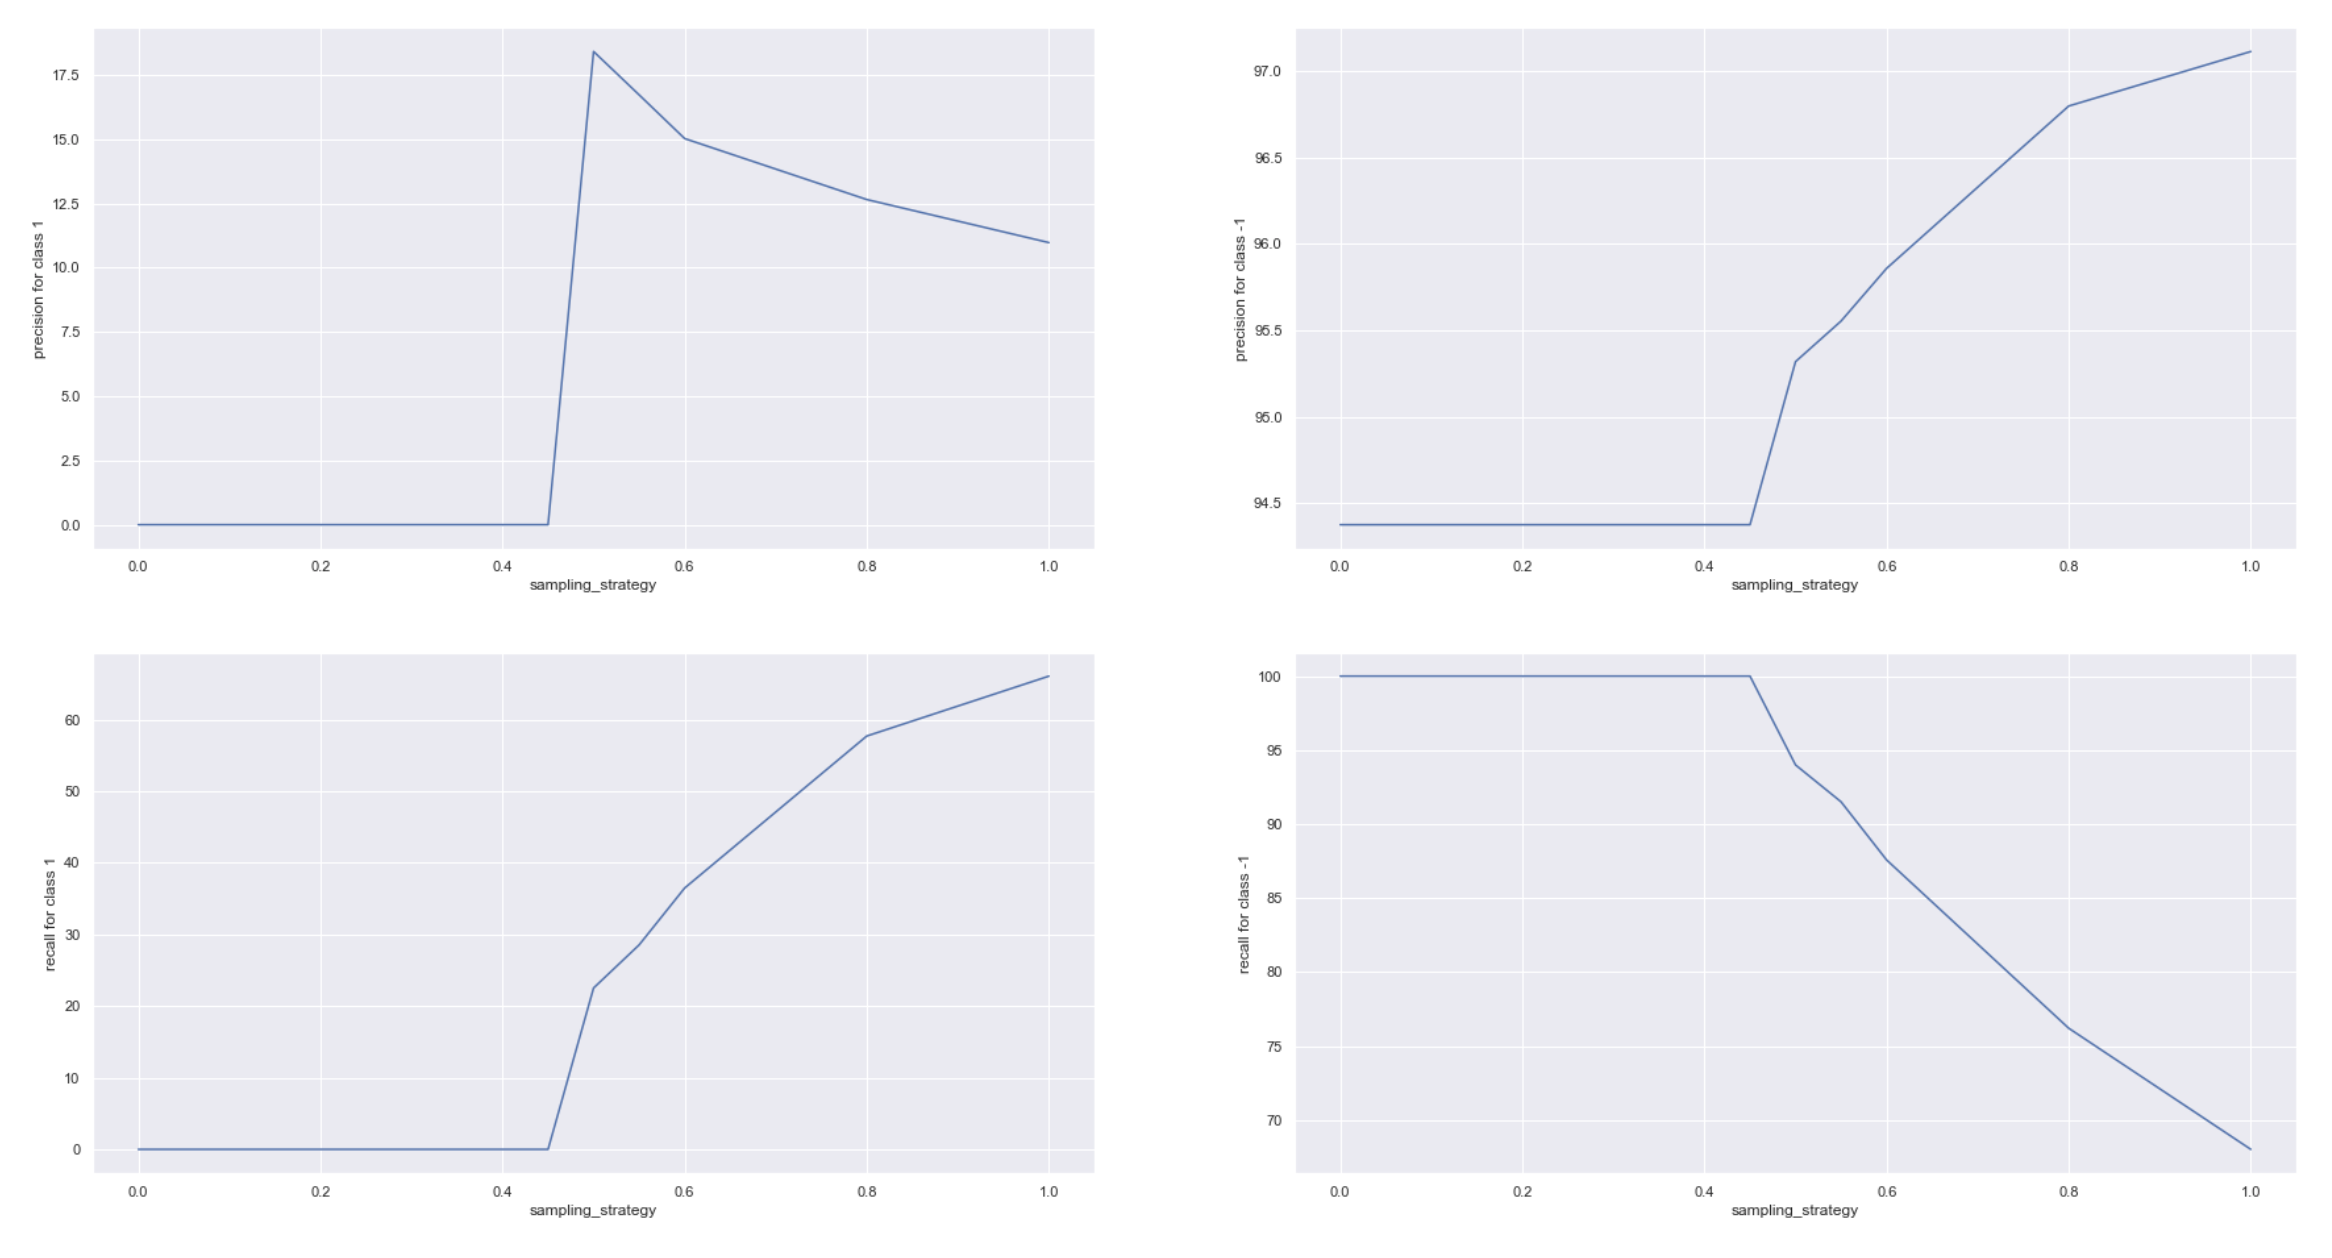 precision for class 1
17.5
15.0
12.5
10.0
7.5
5.0
2.5
0.0
0.0 0.2 0.4 0.6 0.8 1.0
sampling_strategy
precision for class -1
97.0
96.5
96.0
95.5
95.0
94.5
0.0 0.2 0.4 0.6 0.8 1.0
sampling_strategy
recall for class 1
60
50
40
30
20
10
0
0.0 0.2 0.4 0.6 0.8 1.0
sampling_strategy
recall for class -1
100
95
90
85
80
75
70
0.0 0.2 0.4 0.6 0.8 1.0
sampling_strategy